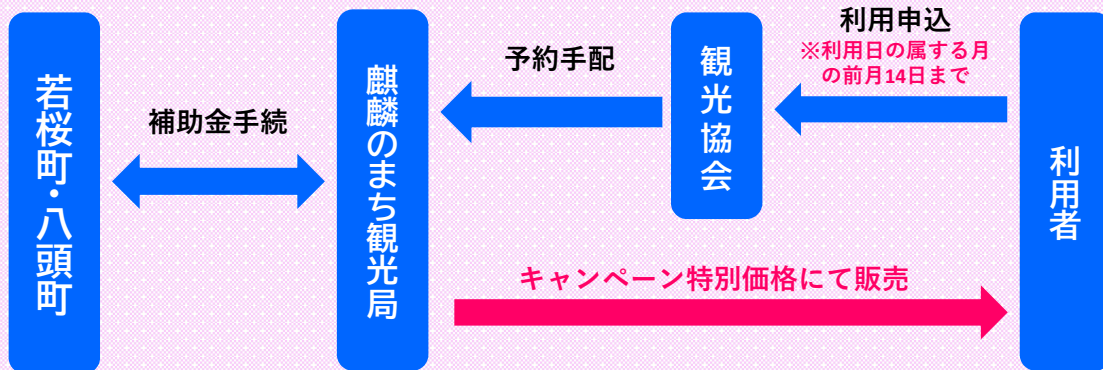 若桜町・八頭町
補助金手続
麒麟のまち観光局
予約手配
観光協会
利用申込
※利用日の属する月
の前月14日まで
利用者
キャンペーン特別価格にて販売